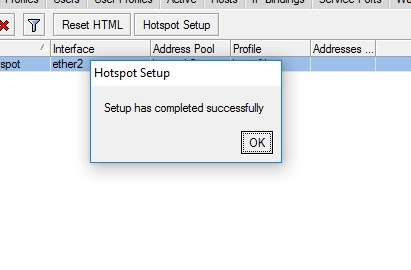 Users User Profiles Active Hosts IP Bindings Service Ports
Reset HTML Hotspot Setup
Interface Address Pool Profile Addresses ...
spot ether2
Hotspot Setup
Setup has completed successfully
OK